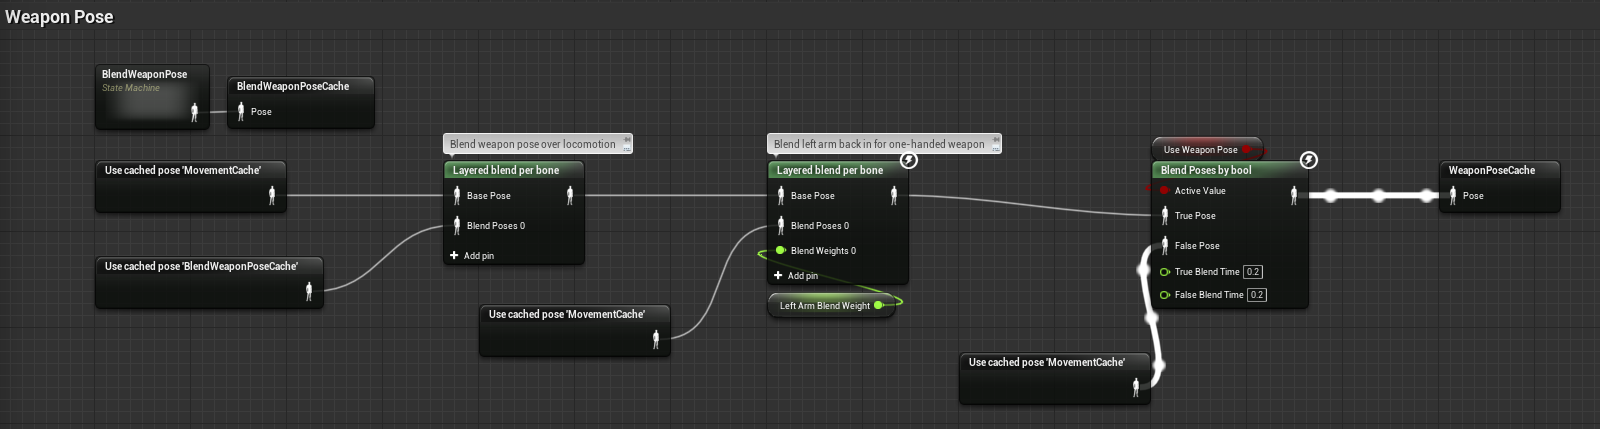 Weapon Pose
BlendWeaponPose
State Machine
BlendWeaponPoseCache
Pose
Blend weapon pose over locomotion
Blend left arm back in for one-handed weapon
Use cached pose 'MovementCache'
Layered blend per bone
Base Pose
Blend Poses 0
Add pin
Use cached pose 'BlendWeaponPoseCache'
Layered blend per bone
Base Pose
Blend Poses 0
Blend Weights 0
Add pin
Left Arm Blend Weight
Use cached pose 'MovementCache'
Use Weapon Pose
Blend Poses by bool
Active Value
True Pose
False Pose
True Blend Time 0.2
False Blend Time 0.2
Use cached pose 'MovementCache'
WeaponPoseCache
Pose